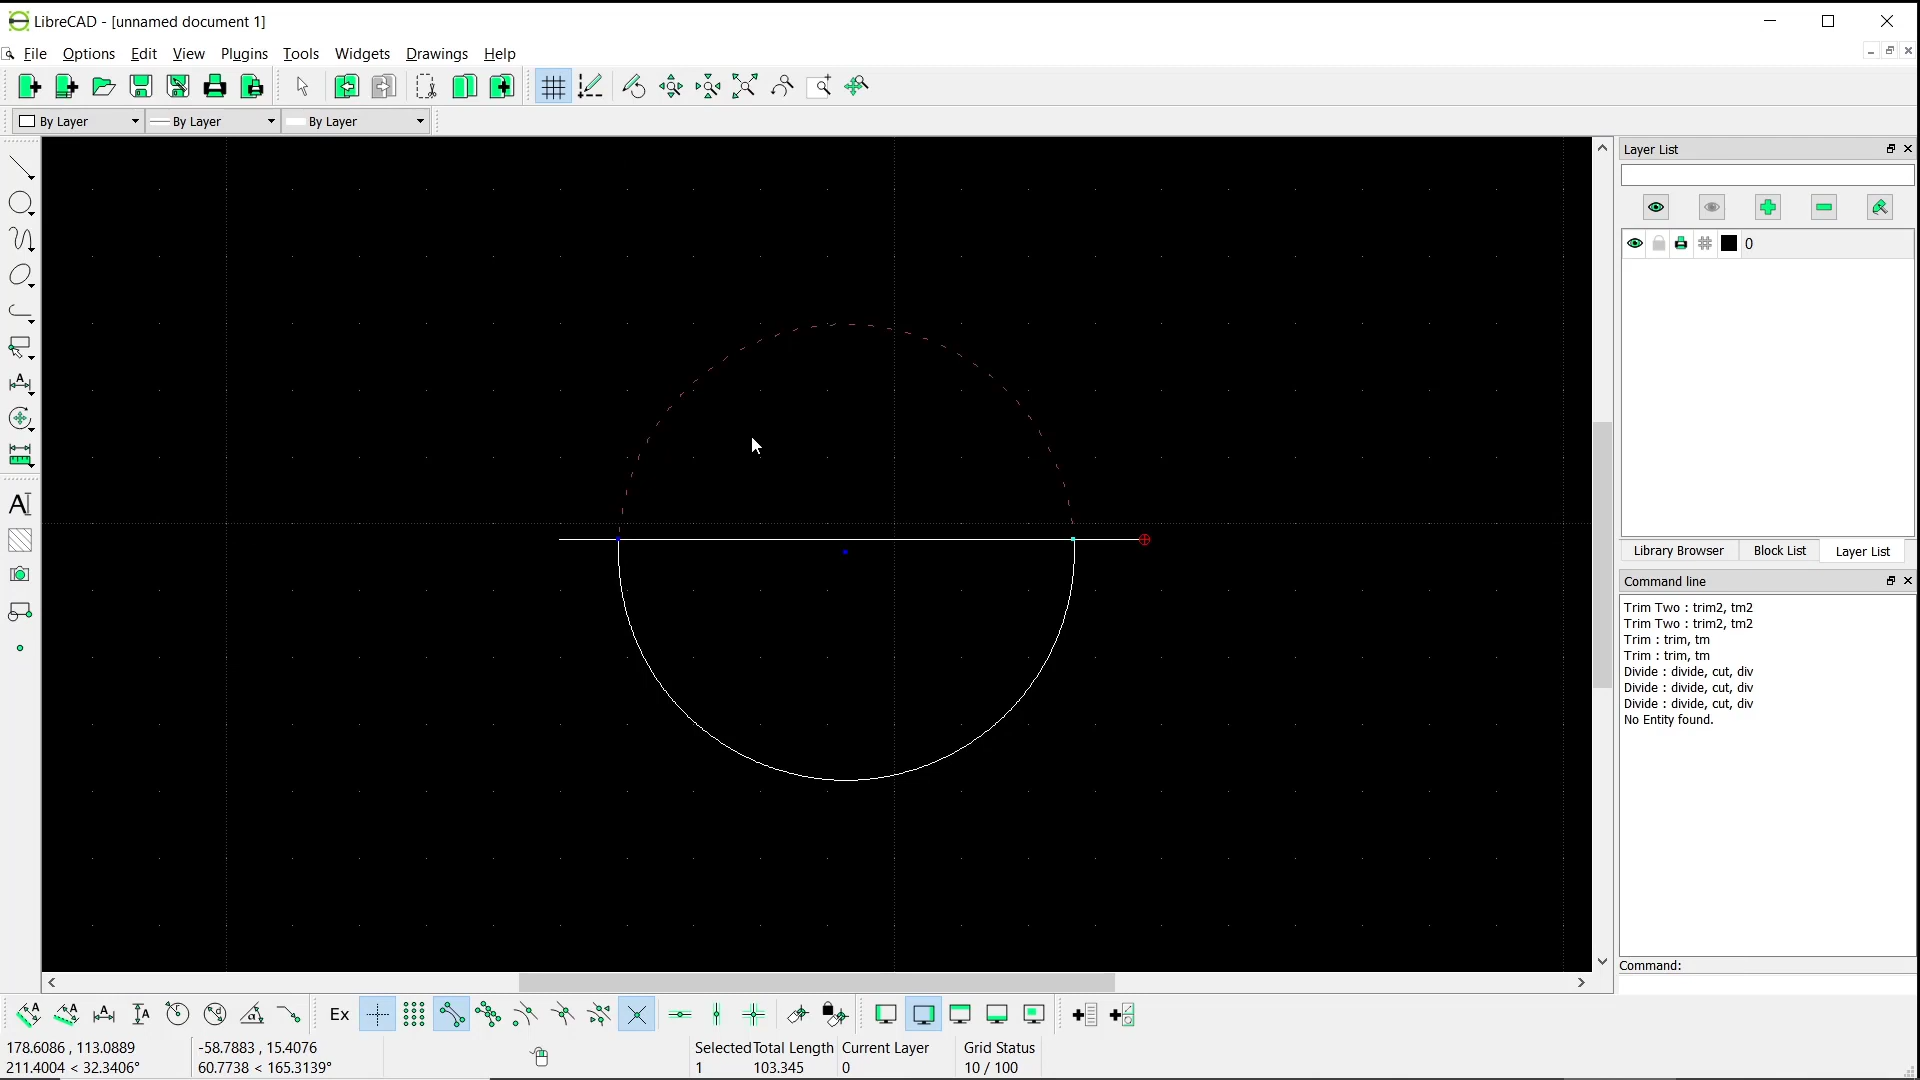 LibreCAD - [unnamed document 1]
File Options Edit View Plugins Tools Widgets Drawings Help
By Layer By Layer By Layer
Layer List
0
Library Browser Block List Layer List
Command line
Trim Two : trim2, tm2
Trim Two : trim2, tm2
Trim : trim, tm
Trim : trim, tm
Divide : divide, cut, div
Divide : divide, cut, div
Divide : divide, cut, div
No Entity found.
Command:
Ex
178.6086 , 113.0889 -58.7883 , 15.4076 Selected Total Length Current Layer Grid Status
211.4004 < 32.3406° 60.7738 < 165.3139° 1 103.345 0 10 / 100